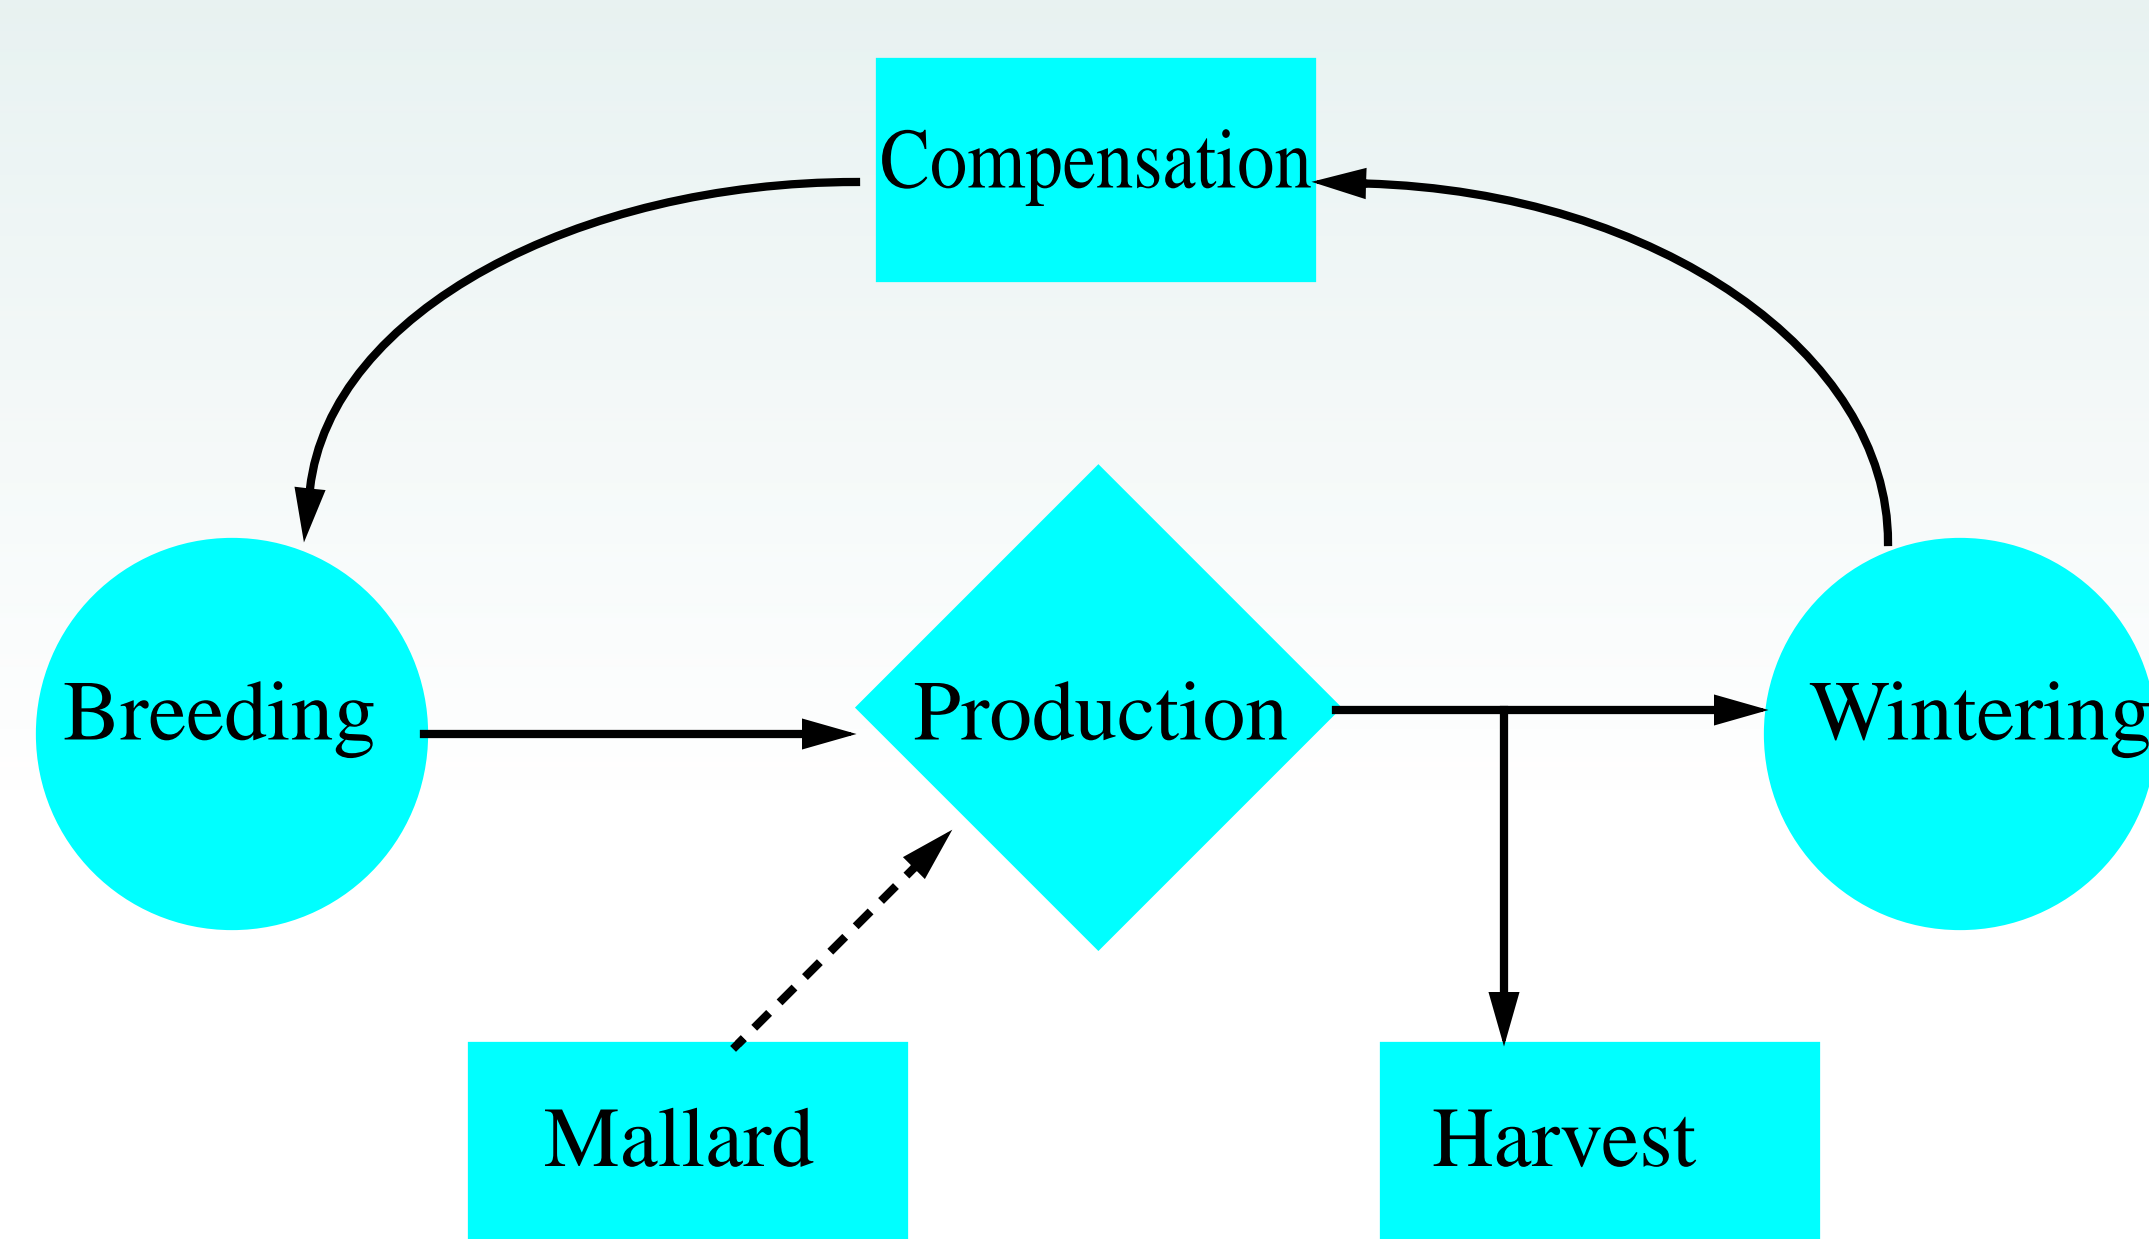 Compensation
Breeding
Production
Wintering
Mallard
Harvest